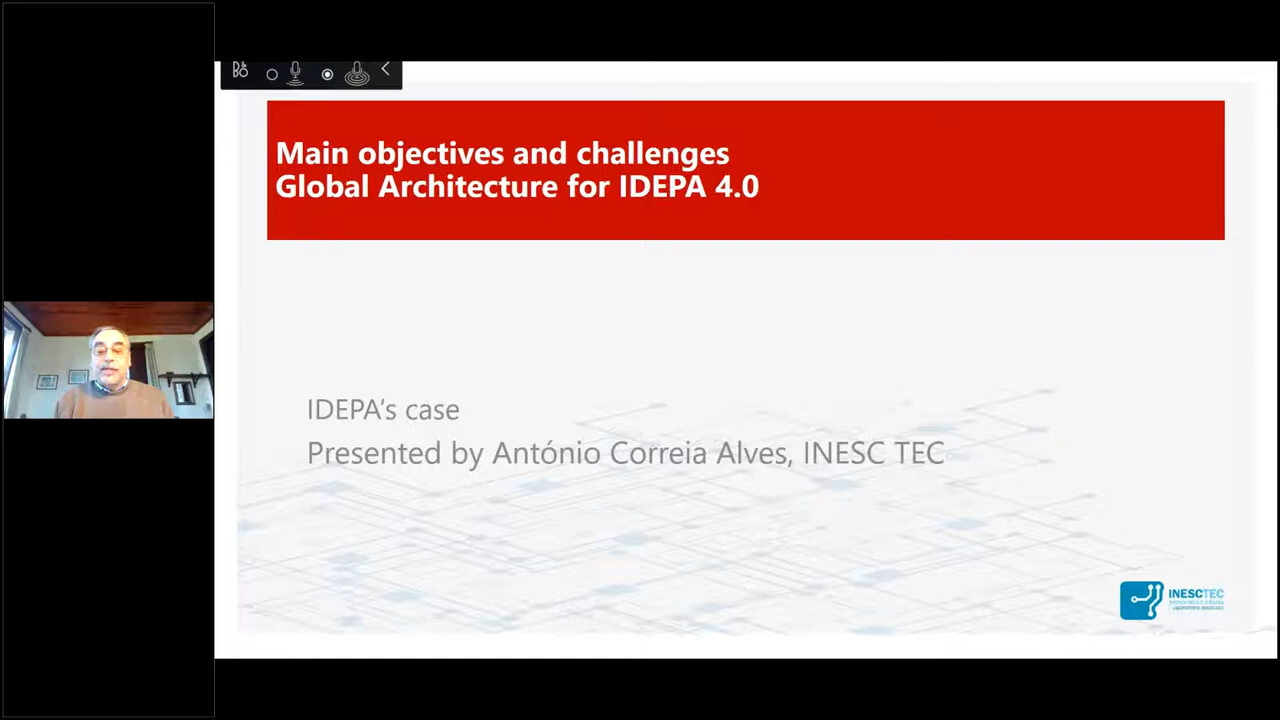 Main objectives and challenges
Global Architecture for IDEPA 4.0
IDEPA’s case
Presented by António Correia Alves, INESC TEC
INESCTEC